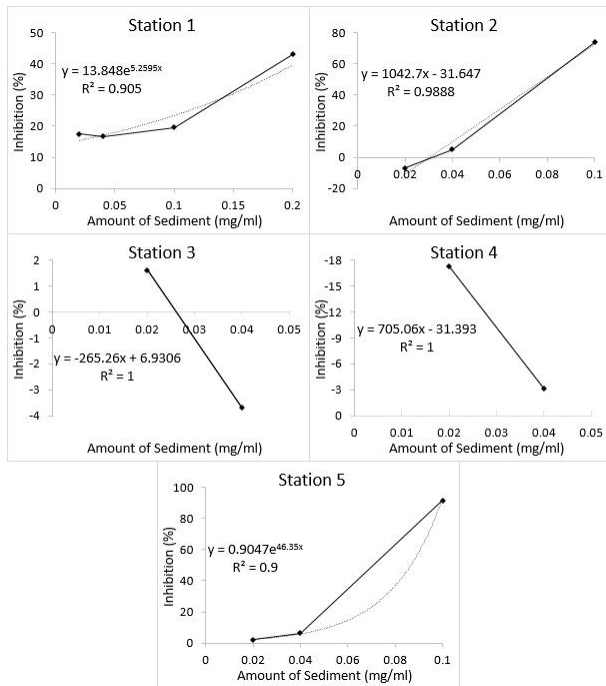 Station 1
50
40
30
20
10
0
Inhibition (%)
y = 13.848e^5.2595x
R² = 0.905
0 0.05 0.1 0.15 0.2
Amount of Sediment (mg/ml)
Station 2
80
60
40
20
0
-20
Inhibition (%)
y = 1042.7x - 31.647
R² = 0.9888
0 0.02 0.04 0.06 0.08 0.1
Amount of Sediment (mg/ml)
Station 3
2
1
0
-1
-2
-3
-4
Inhibition (%)
0 0.01 0.02 0.03 0.04 0.05
y = -265.26x + 6.9306
R² = 1
Amount of Sediment (mg/ml)
Station 4
-18
-15
-12
-9
-6
-3
0
Inhibition (%)
y = 705.06x - 31.393
R² = 1
0 0.01 0.02 0.03 0.04 0.05
Amount of Sediment (mg/ml)
Station 5
100
80
60
40
20
0
Inhibition (%)
y = 0.9047e^46.35x
R² = 0.9
0 0.02 0.04 0.06 0.08 0.1
Amount of Sediment (mg/ml)